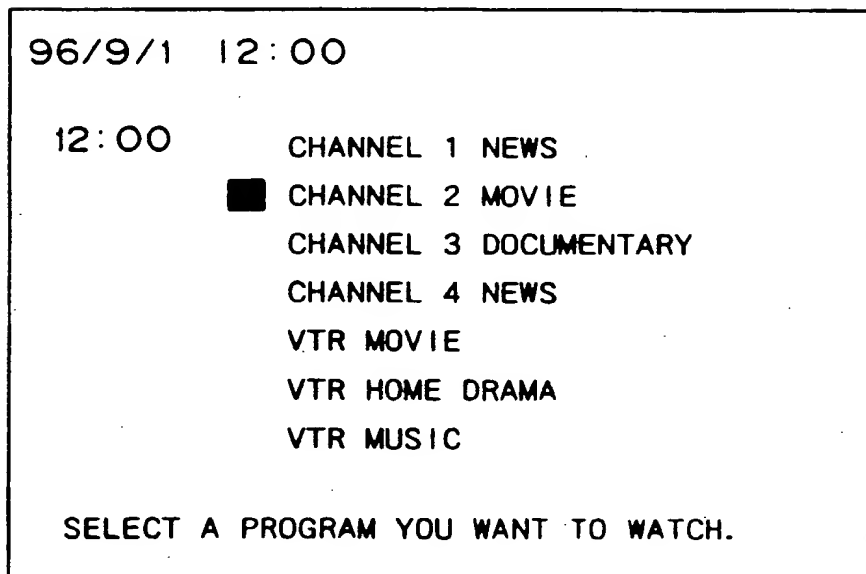 96/9/1 12:00
12:00 CHANNEL 1 NEWS
CHANNEL 2 MOVIE
CHANNEL 3 DOCUMENTARY
CHANNEL 4 NEWS
VTR MOVIE
VTR HOME DRAMA
VTR MUSIC
SELECT A PROGRAM YOU WANT TO WATCH.